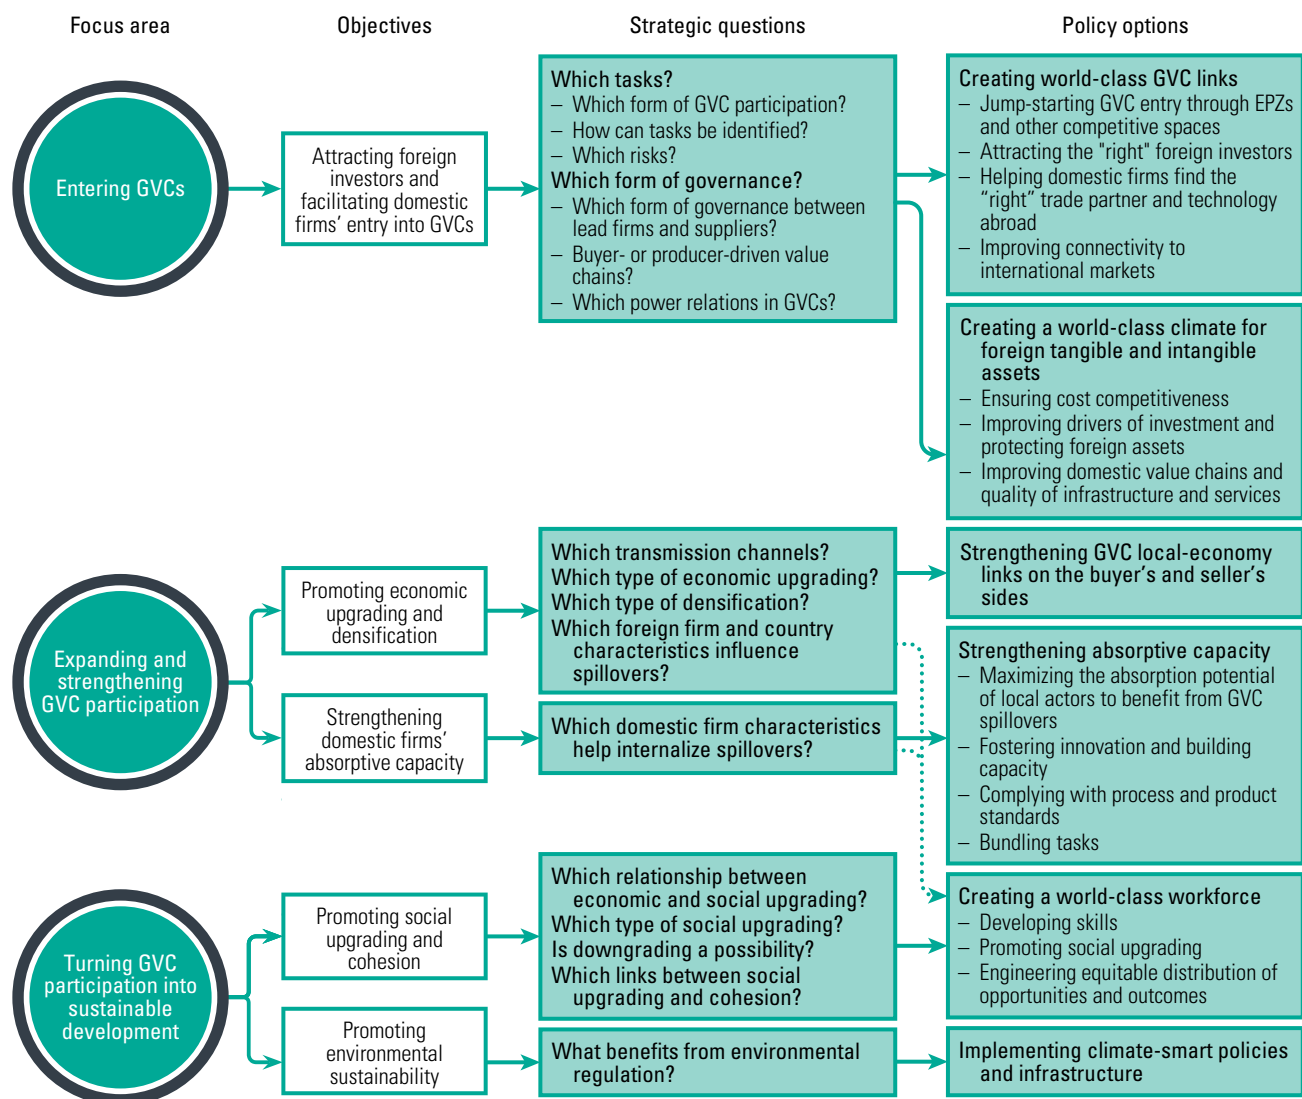 Focus area
Objectives
Strategic questions
Policy options
Entering GVCs
Attracting foreign
investors and
facilitating domestic
firms' entry into GVCs
Which tasks?
– Which form of GVC participation?
– How can tasks be identified?
– Which risks?
Which form of governance?
– Which form of governance between
lead firms and suppliers?
– Buyer- or producer-driven value
chains?
– Which power relations in GVCs?
Creating world-class GVC links
– Jump-starting GVC entry through EPZs
and other competitive spaces
– Attracting the "right" foreign investors
– Helping domestic firms find the
“right” trade partner and technology
abroad
– Improving connectivity to
international markets
Creating a world-class climate for
foreign tangible and intangible
assets
– Ensuring cost competitiveness
– Improving drivers of investment and
protecting foreign assets
– Improving domestic value chains and
quality of infrastructure and services
Expanding and
strengthening
GVC participation
Promoting economic
upgrading and
densification
Which transmission channels?
Which type of economic upgrading?
Which type of densification?
Which foreign firm and country
characteristics influence
spillovers?
Strengthening GVC local-economy
links on the buyer's and seller's
sides
Strengthening
domestic firms'
absorptive capacity
Which domestic firm characteristics
help internalize spillovers?
Strengthening absorptive capacity
– Maximizing the absorption potential
of local actors to benefit from GVC
spillovers
– Fostering innovation and building
capacity
– Complying with process and product
standards
– Bundling tasks
Turning GVC
participation into
sustainable
development
Promoting social
upgrading and
cohesion
Which relationship between
economic and social upgrading?
Which type of social upgrading?
Is downgrading a possibility?
Which links between social
upgrading and cohesion?
Creating a world-class workforce
– Developing skills
– Promoting social upgrading
– Engineering equitable distribution of
opportunities and outcomes
Promoting
environmental
sustainability
What benefits from environmental
regulation?
Implementing climate-smart policies
and infrastructure